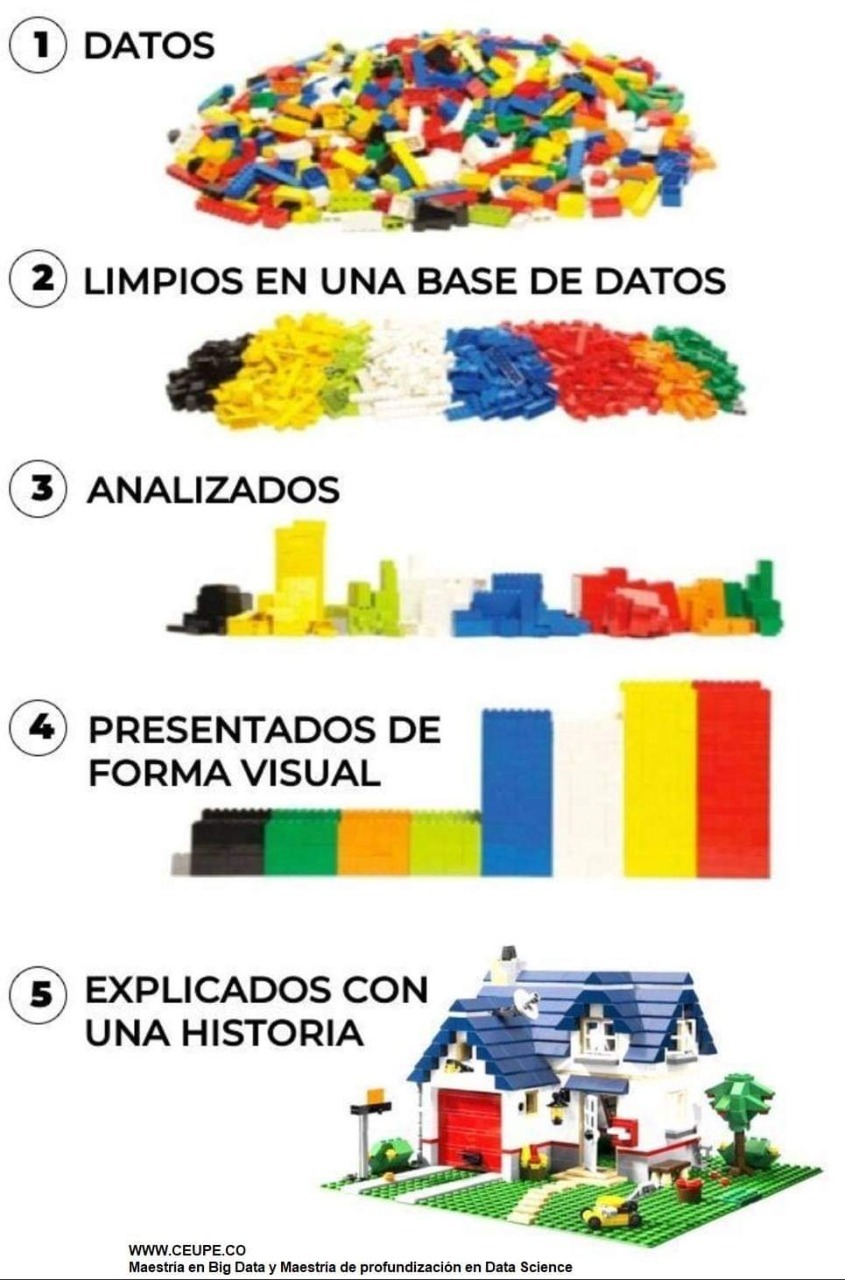 1 DATOS
2 LIMPIOS EN UNA BASE DE DATOS
3 ANALIZADOS
4 PRESENTADOS DE
FORMA VISUAL
5 EXPLICADOS CON
UNA HISTORIA
WWW.CEUPE.CO
Maestría en Big Data y Maestría de profundización en Data Science